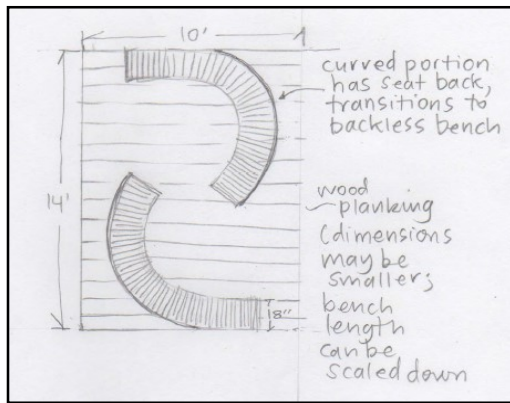 10'
curved portion
has seat back,
transitions to
backless bench
14'
wood
planking
(dimensions
may be
smaller;
bench
length
can be
scaled down
18"